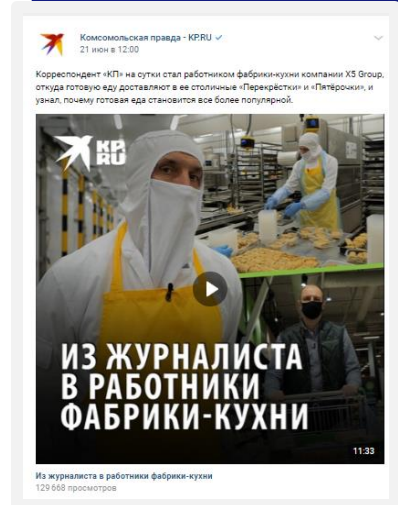 Комсомольская правда - KP.RU
21 июн в 12:00
Корреспондент «КП» на сутки стал работником фабрики-кухни компании X5 Group,
откуда готовую еду доставляют в ее столичные «Перекрёстки» и «Пятёрочки», и
узнал, почему готовая еда становится все более популярной.
KP
RU
ИЗ ЖУРНАЛИСТА
В РАБОТНИКИ
ФАБРИКИ-КУХНИ
11:33
Из журналиста в работники фабрики-кухни
129 668 просмотров